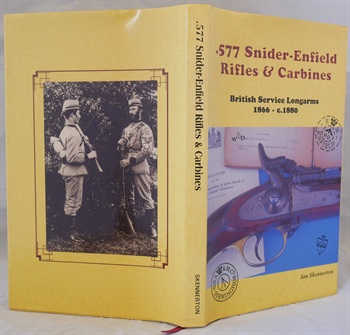 .577 Snider-Enfield
Rifles & Carbines
British Service Longarms
1866 - c.1880
Ian Skennerton
.577 Snider-Enfield
Rifles & Carbines
SKENNERTON